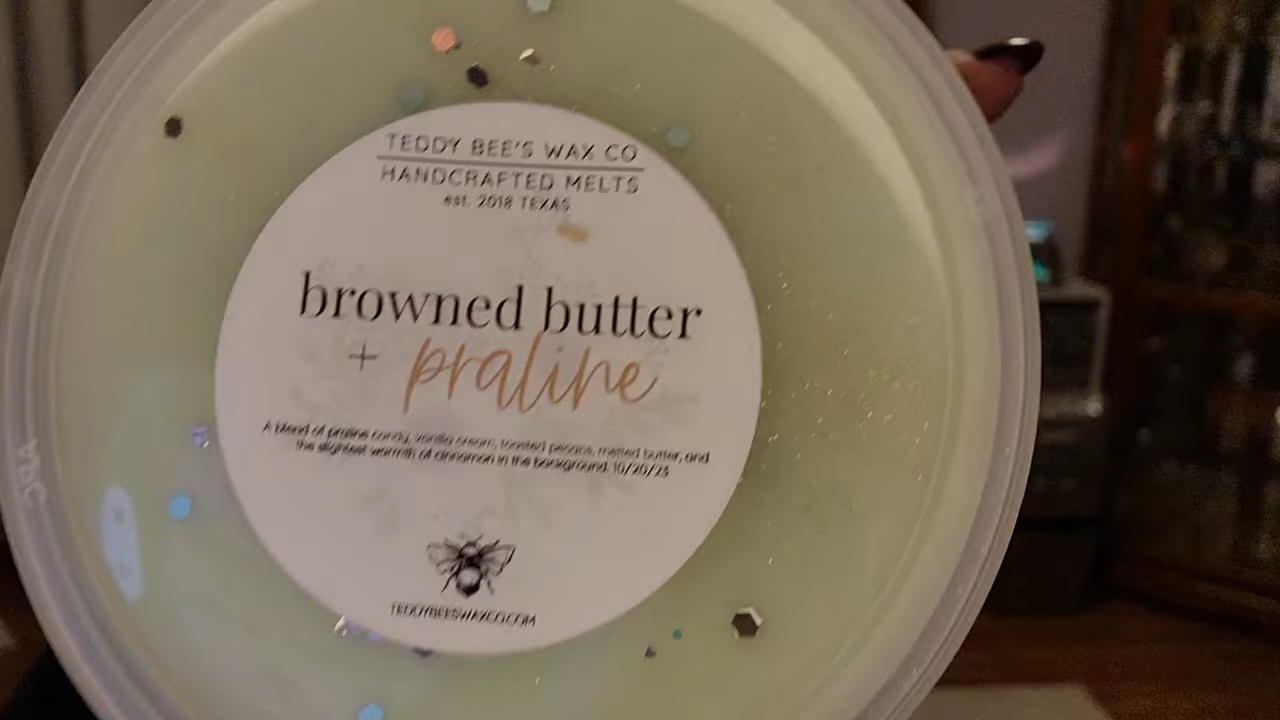 TEDDY BEE'S WAX CO
HANDCRAFTED MELTS
est. 2018 TEXAS
browned butter
+ praline
A blend of praline candy, vanilla cream, toasted pecans, melted butter, and
the slightest warmth of cinnamon in the background. 10/20/23
TEDDYBEESWAXCO.COM